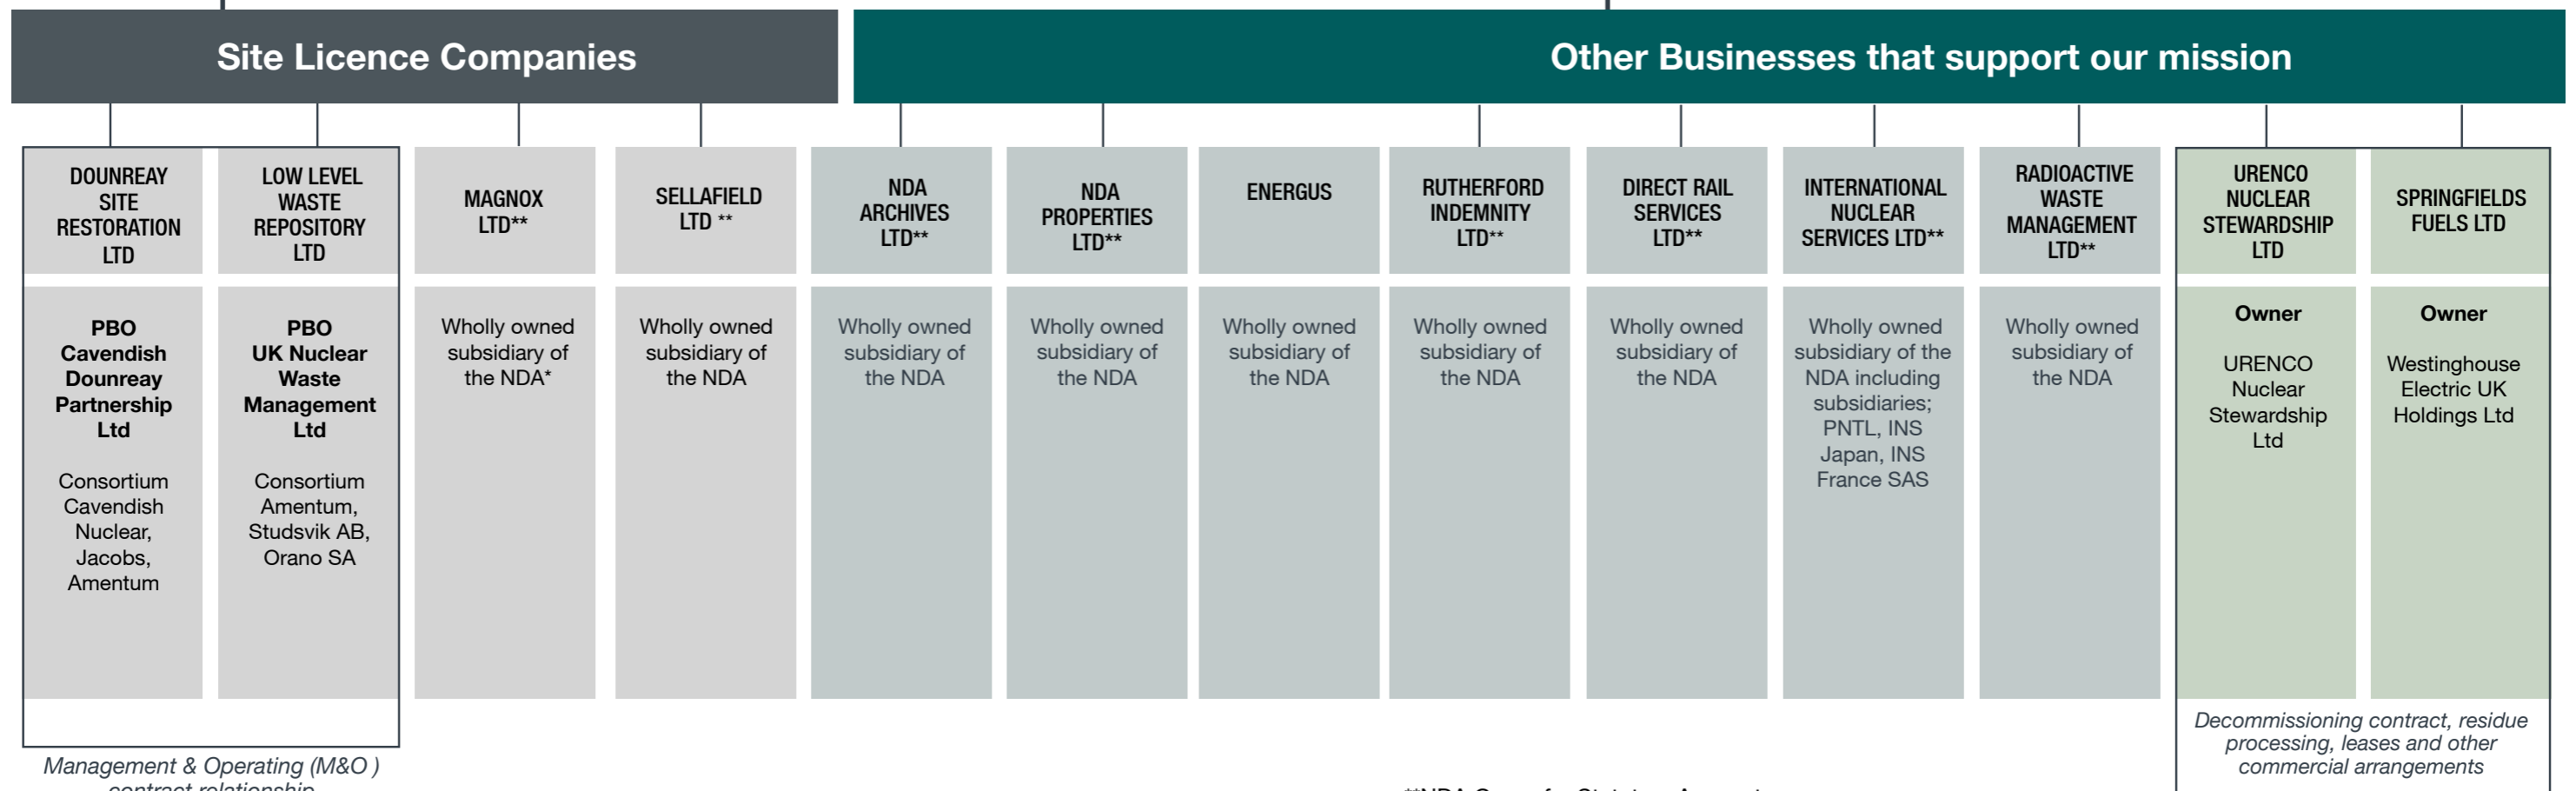 Site Licence Companies
Other Businesses that support our mission
DOUNREAY
SITE
RESTORATION
LTD
PBO
Cavendish
Dounreay
Partnership
Ltd
Consortium
Cavendish
Nuclear,
Jacobs,
Amentum
LOW LEVEL
WASTE
REPOSITORY
LTD
PBO
UK Nuclear
Waste
Management
Ltd
Consortium
Amentum,
Studsvik AB,
Orano SA
Management & Operating (M&O )
contract relationship
MAGNOX
LTD**
Wholly owned
subsidiary of
the NDA*
SELLAFIELD
LTD **
Wholly owned
subsidiary of
the NDA
NDA
ARCHIVES
LTD**
Wholly owned
subsidiary of
the NDA
NDA
PROPERTIES
LTD**
Wholly owned
subsidiary of
the NDA
ENERGUS
Wholly owned
subsidiary of
the NDA
RUTHERFORD
INDEMNITY
LTD**
Wholly owned
subsidiary of
the NDA
DIRECT RAIL
SERVICES
LTD**
Wholly owned
subsidiary of
the NDA
INTERNATIONAL
NUCLEAR
SERVICES LTD**
Wholly owned
subsidiary of the
NDA including
subsidiaries;
PNTL, INS
Japan, INS
France SAS
RADIOACTIVE
WASTE
MANAGEMENT
LTD**
Wholly owned
subsidiary of
the NDA
URENCO
NUCLEAR
STEWARDSHIP
LTD
Owner
URENCO
Nuclear
Stewardship
Ltd
SPRINGFIELDS
FUELS LTD
Owner
Westinghouse
Electric UK
Holdings Ltd
Decommissioning contract, residue
processing, leases and other
commercial arrangements